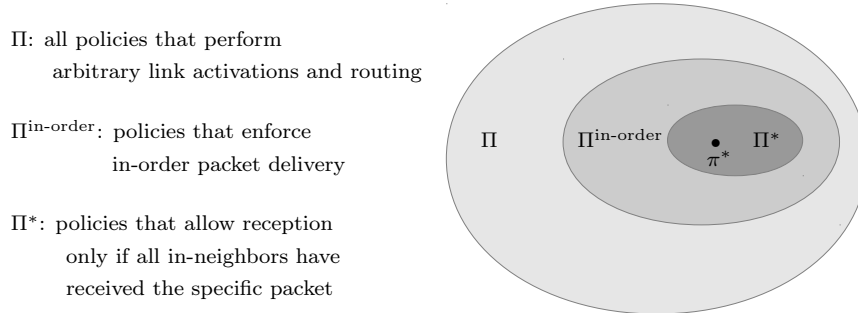 Π: all policies that perform
arbitrary link activations and routing
Π^in-order: policies that enforce
in-order packet delivery
Π*: policies that allow reception
only if all in-neighbors have
received the specific packet
Π
Π^in-order
Π*
π*